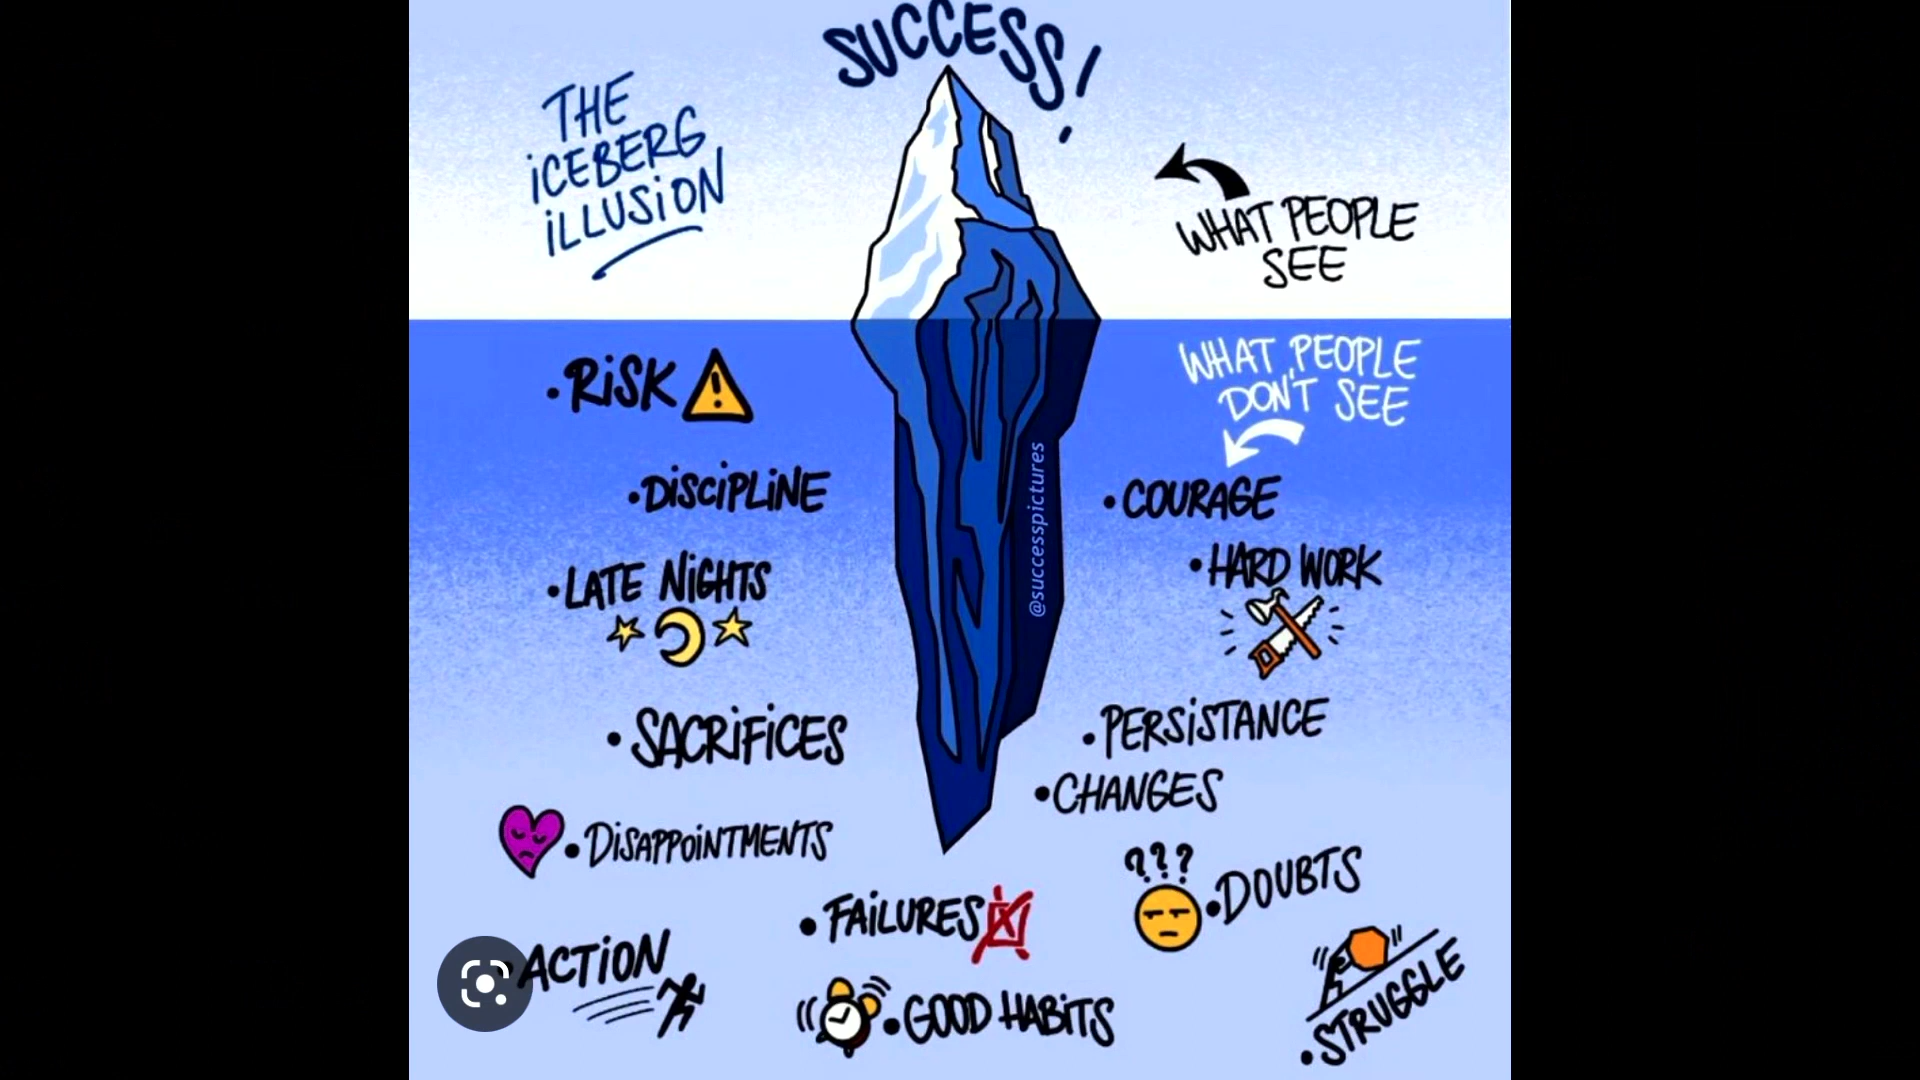 SUCCESS!
THE
iCEBERG
iLLUSiON
WHAT PEOPLE
SEE
WHAT PEOPLE
DON'T SEE
• RiSK
• DiSCiPLiNE
• LATE NiGHTS
• SACRiFiCES
• DiSAPPOiNTMENTS
• ACTiON
• COURAGE
• HARD WORK
• PERSiSTANCE
• CHANGES
???
• DOUBTS
• FAiLURES
• GOOD HABiTS
• STRUGGLE
@successpictures